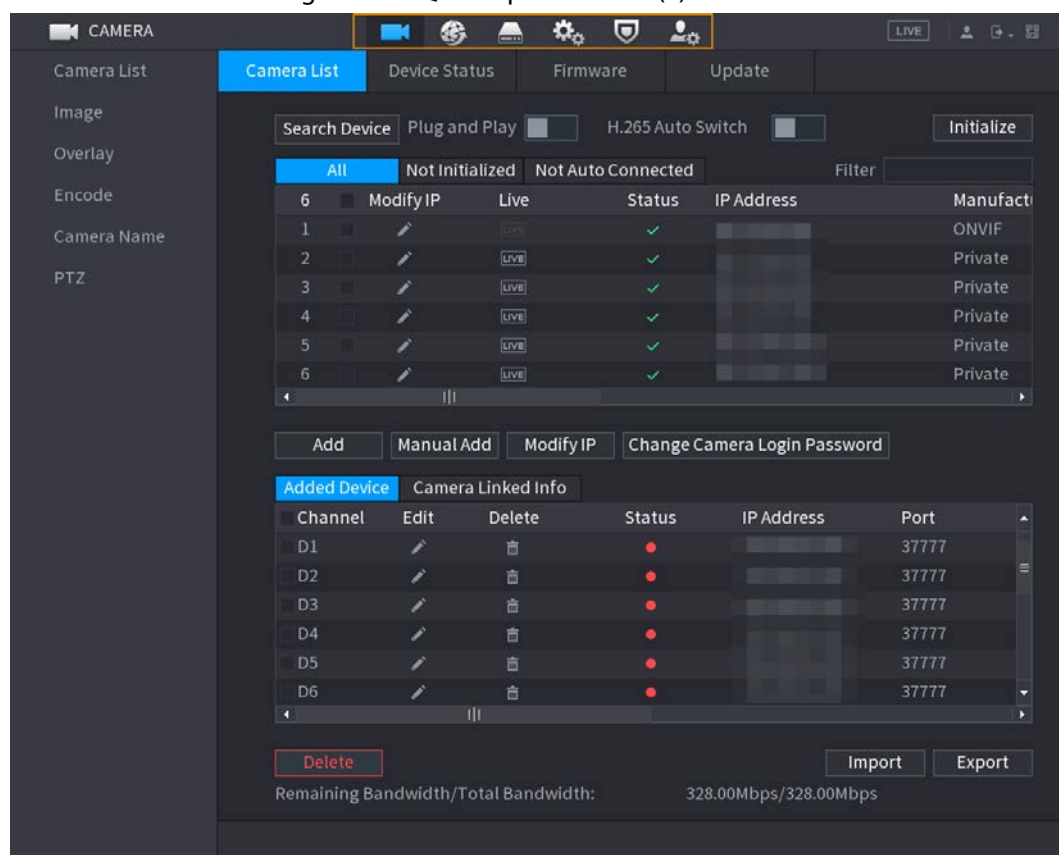 CAMERA LIVE
Camera List
Image
Overlay
Encode
Camera Name
PTZ
Camera List Device Status Firmware Update
Search Device Plug and Play H.265 Auto Switch Initialize
All Not Initialized Not Auto Connected Filter
6 Modify IP Live Status IP Address Manufact
1 LIVE ONVIF
2 LIVE Private
3 LIVE Private
4 LIVE Private
5 LIVE Private
6 LIVE Private
Add Manual Add Modify IP Change Camera Login Password
Added Device Camera Linked Info
Channel Edit Delete Status IP Address Port
D1 37777
D2 37777
D3 37777
D4 37777
D5 37777
D6 37777
Delete Import Export
Remaining Bandwidth/Total Bandwidth: 328.00Mbps/328.00Mbps